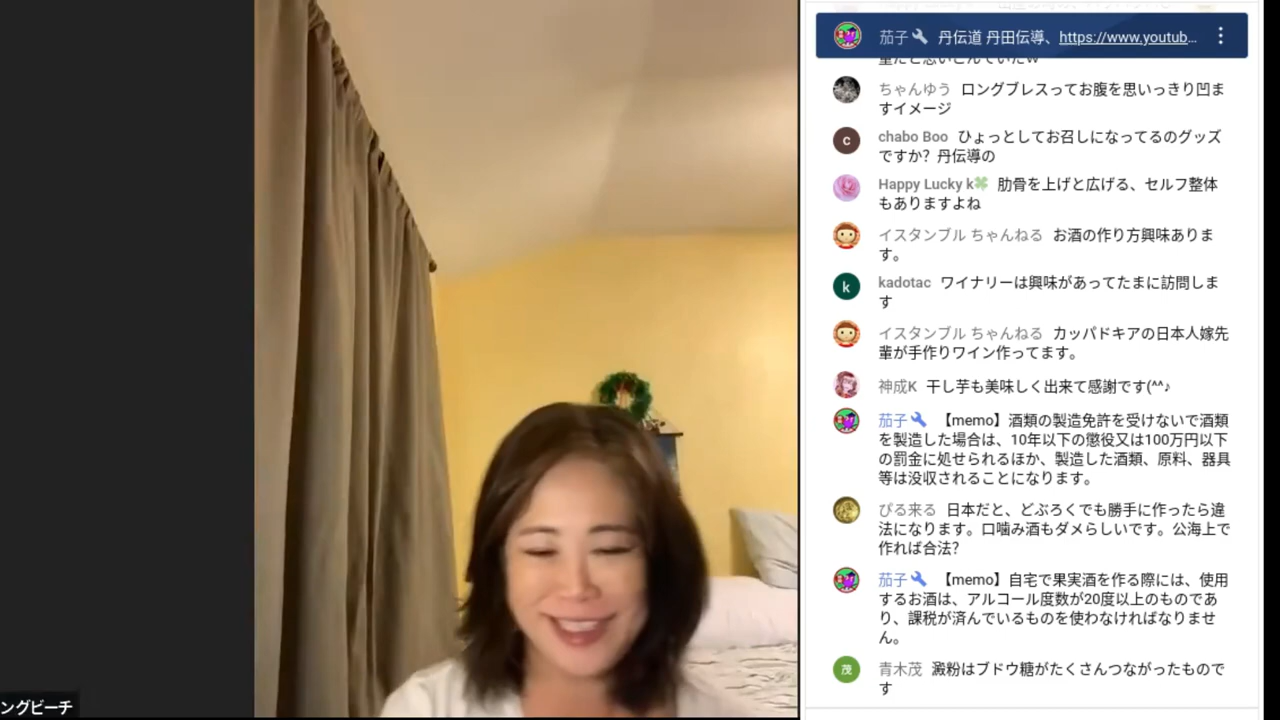 茄子 丹伝道 丹田伝導、https://www.youtub...
ちゃんゆう ロングブレスってお腹を思いっきり凹ま
すイメージ
chabo Boo ひょっとしてお召しになってるのグッズ
ですか？丹伝導の
Happy Lucky k🍀 肋骨を上げと広げる、セルフ整体
もありますよね
イスタンブル ちゃんねる お酒の作り方興味ありま
す。
kadotac ワイナリーは興味があってたまに訪問しま
す
イスタンブル ちゃんねる カッパドキアの日本人嫁先
輩が手作りワイン作ってます。
神成K 干し芋も美味しく出来て感謝です(^^♪
茄子 【memo】酒類の製造免許を受けないで酒類
を製造した場合は、10年以下の懲役又は100万円以下
の罰金に処せられるほか、製造した酒類、原料、器具
等は没収されることになります。
ぴる来る 日本だと、どぶろくでも勝手に作ったら違
法になります。口噛み酒もダメらしいです。公海上で
作れば合法？
茄子 【memo】自宅で果実酒を作る際には、使用
するお酒は、アルコール度数が20度以上のものであ
り、課税が済んでいるものを使わなければなりませ
ん。
青木茂 澱粉はブドウ糖がたくさんつながったもので
す
ングビーチ